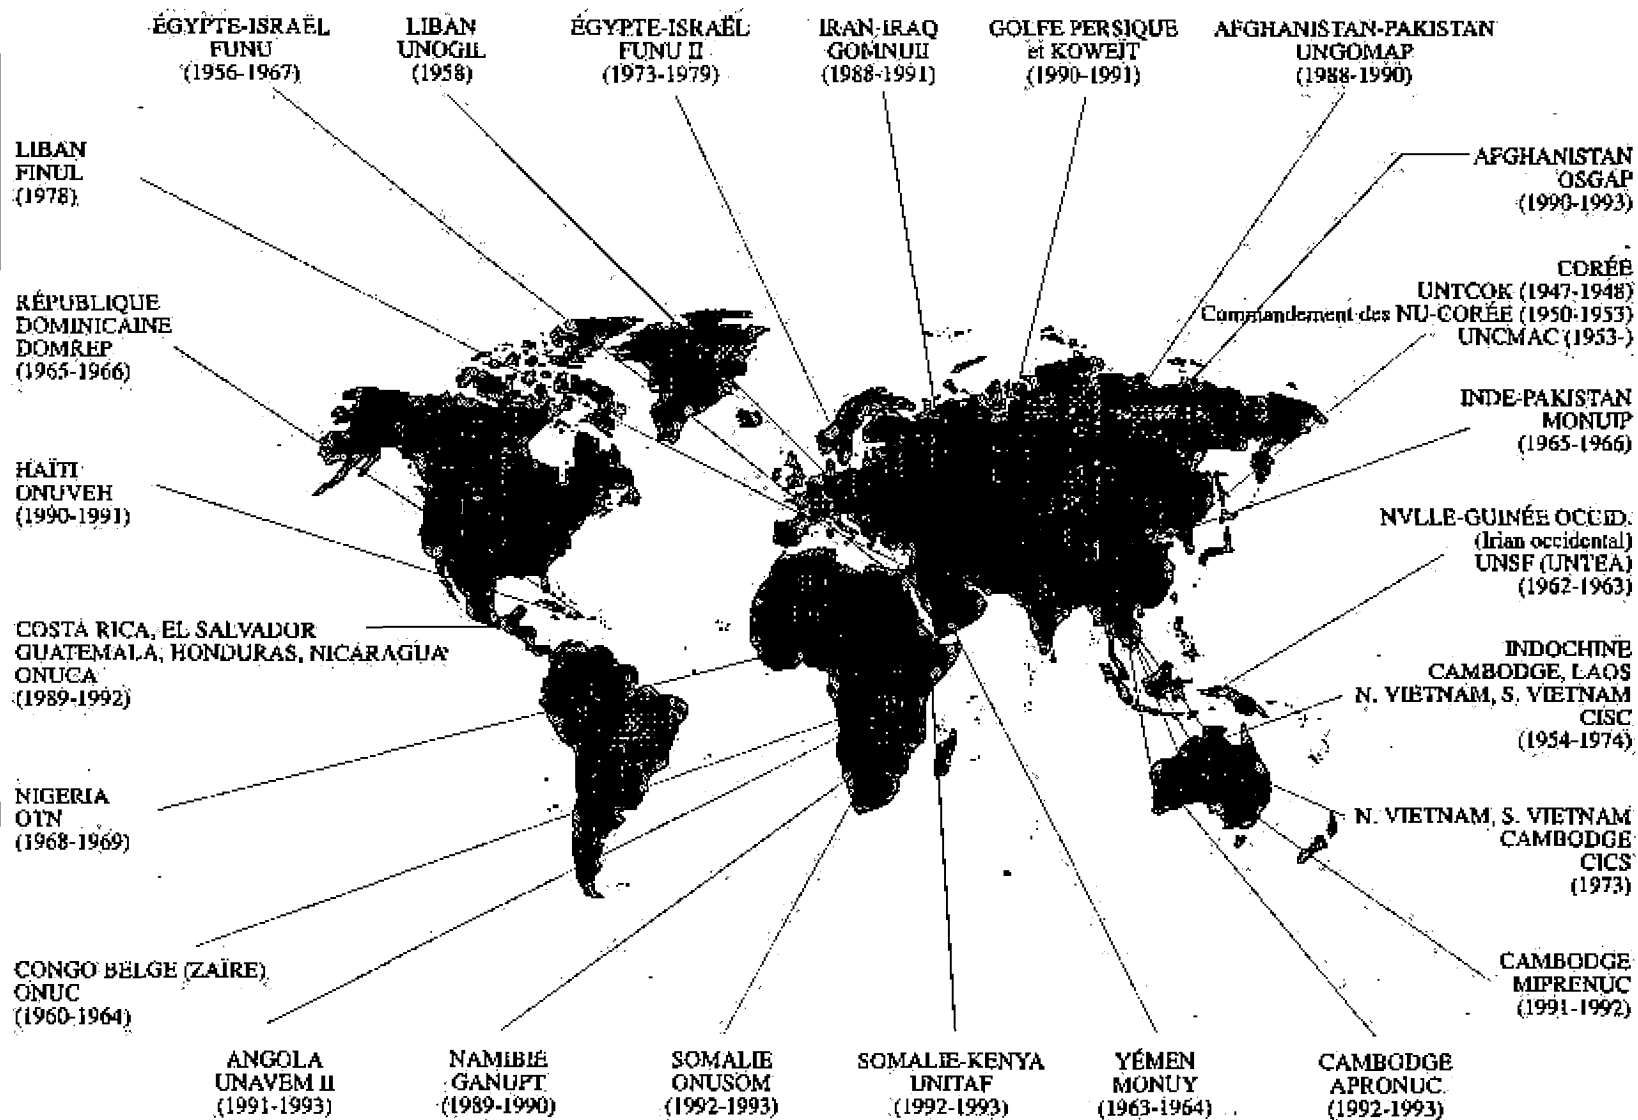 ÉGYPTE-ISRAËL
FUNU
(1956-1967)
LIBAN
UNOGIL
(1958)
ÉGYPTE-ISRAËL
FUNU II
(1973-1979)
IRAN-IRAQ
GOMNUII
(1988-1991)
GOLFE PERSIQUE
et KOWEÏT
(1990-1991)
AFGHANISTAN-PAKISTAN
UNGOMAP
(1988-1990)
LIBAN
FINUL
(1978)
AFGHANISTAN
OSGAP
(1990-1993)
RÉPUBLIQUE
DOMINICAINE
DOMREP
(1965-1966)
CORÉE
UNTCOK (1947-1948)
Commandement des NU-CORÉE (1950-1953)
UNCMAC (1953-)
INDE-PAKISTAN
MONUIP
(1965-1966)
HAÏTI
ONUVEH
(1990-1991)
NVLLE-GUINÉE OCCID.
(Irian occidental)
UNSF (UNTEA)
(1962-1963)
COSTA RICA, EL SALVADOR
GUATEMALA, HONDURAS, NICARAGUA
ONUCA
(1989-1992)
INDOCHINE
CAMBODGE, LAOS
N. VIETNAM, S. VIETNAM
CISC
(1954-1974)
NIGERIA
OTN
(1968-1969)
N. VIETNAM, S. VIETNAM
CAMBODGE
CICS
(1973)
CONGO BELGE (ZAÏRE)
ONUC
(1960-1964)
CAMBODGE
MIPRENUC
(1991-1992)
ANGOLA
UNAVEM II
(1991-1993)
NAMIBIE
GANUPT
(1989-1990)
SOMALIE
ONUSOM
(1992-1993)
SOMALIE-KENYA
UNITAF
(1992-1993)
YÉMEN
MONUY
(1963-1964)
CAMBODGE
APRONUC
(1992-1993)